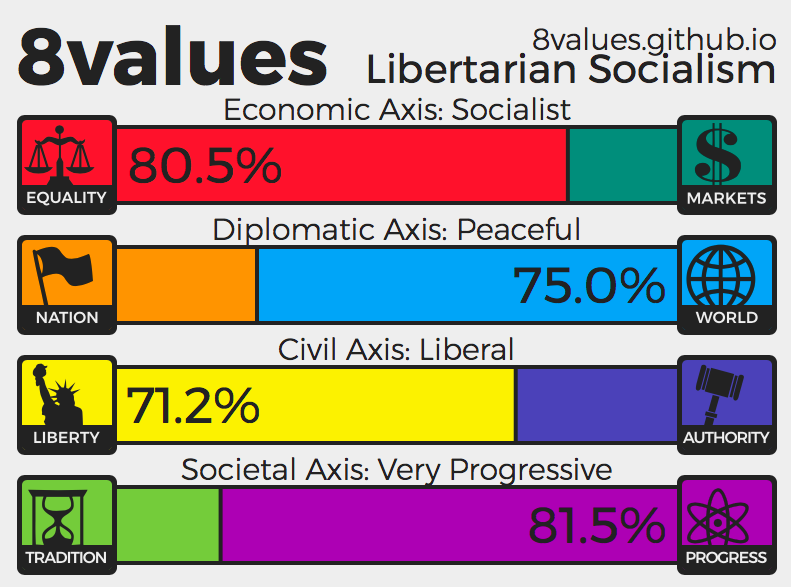 8values
8values.github.io
Libertarian Socialism
Economic Axis: Socialist
EQUALITY
80.5%
MARKETS
Diplomatic Axis: Peaceful
NATION
75.0%
WORLD
Civil Axis: Liberal
LIBERTY
71.2%
AUTHORITY
Societal Axis: Very Progressive
TRADITION
81.5%
PROGRESS